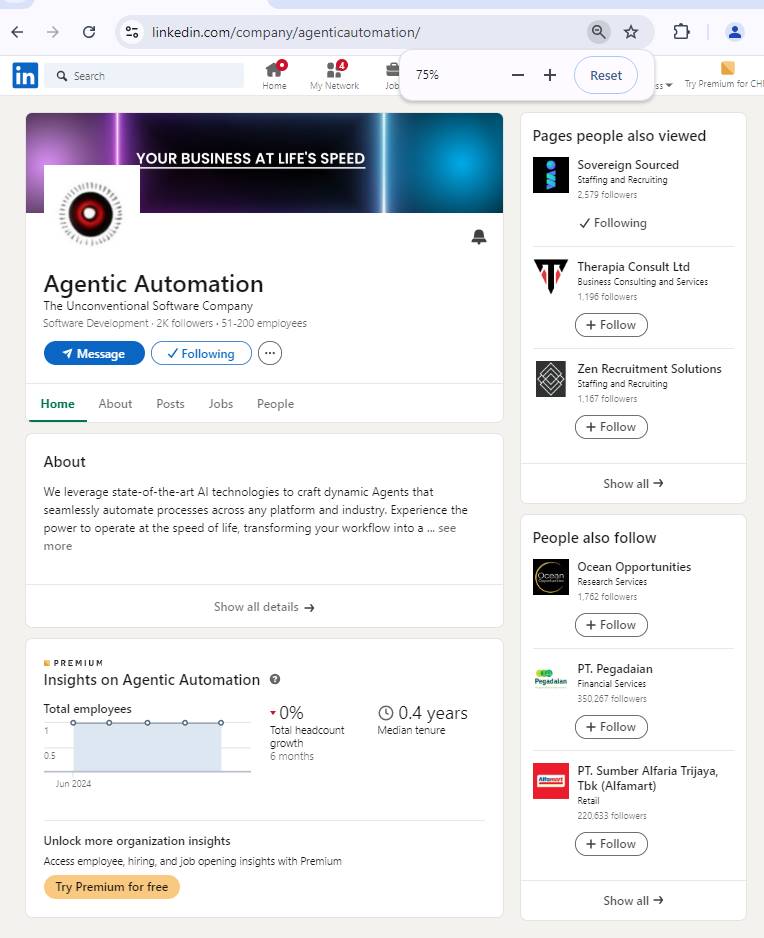 linkedin.com/company/agenticautomation/
75%
Reset
in
Search
Home
4
My Network
Job
ss
Try Premium for
YOUR BUSINESS AT LIFE'S SPEED
Agentic Automation
The Unconventional Software Company
Software Development · 2K followers · 51-200 employees
Message
Following
Home
About
Posts
Jobs
People
About
We leverage state-of-the-art AI technologies to craft dynamic Agents that
seamlessly automate processes across any platform and industry. Experience the
power to operate at the speed of life, transforming your workflow into a ... see
more
Show all details
PREMIUM
Insights on Agentic Automation
Total employees
1
0.5
Jun 2024
0%
Total headcount
growth
6 months
0.4 years
Median tenure
Unlock more organization insights
Access employee, hiring, and job opening insights with Premium
Try Premium for free
Pages people also viewed
Sovereign Sourced
Staffing and Recruiting
2,579 followers
Following
Therapia Consult Ltd
Business Consulting and Services
1,196 followers
+ Follow
Zen Recruitment Solutions
Staffing and Recruiting
1,167 followers
+ Follow
Show all
People also follow
Ocean
Ocean Opportunities
Research Services
1,762 followers
+ Follow
Pegadaian
PT. Pegadaian
Financial Services
350,267 followers
+ Follow
Alfamart
PT. Sumber Alfaria Trijaya,
Tbk (Alfamart)
Retail
220,633 followers
+ Follow
Show all